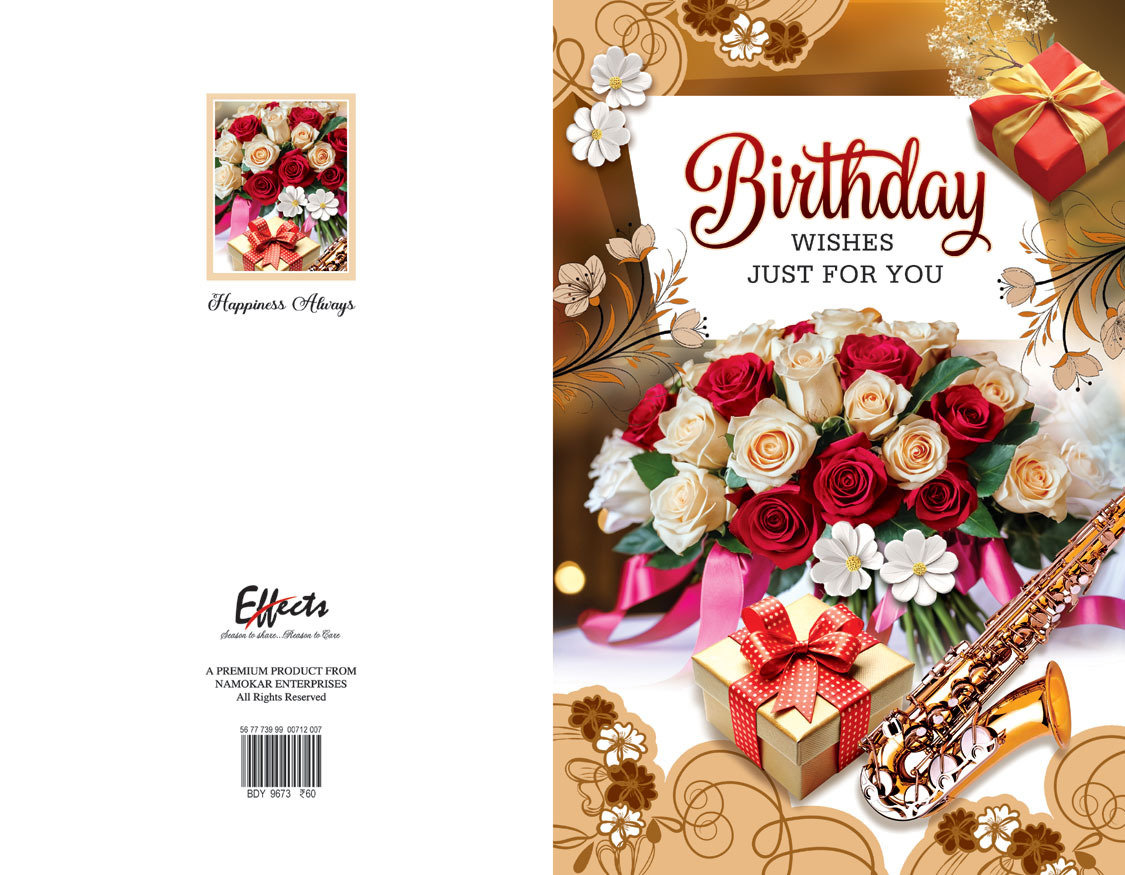 Happiness Always
Effects
Season to share...Reason to Care
A PREMIUM PRODUCT FROM
NAMOKAR ENTERPRISES
All Rights Reserved
56 77 739 99 00712 007
BDY 9673 ₹60
Birthday
WISHES
JUST FOR YOU